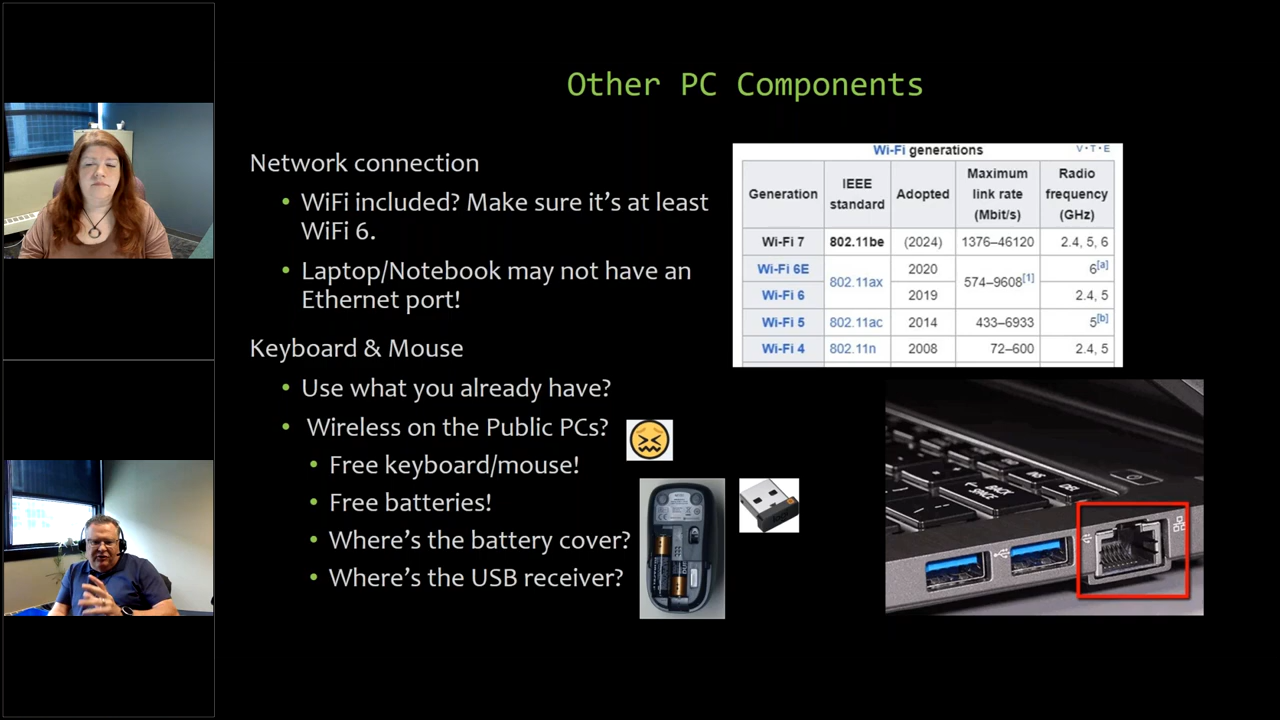 Other PC Components
Network connection
• WiFi included? Make sure it’s at least
WiFi 6.
• Laptop/Notebook may not have an
Ethernet port!
Keyboard & Mouse
• Use what you already have?
• Wireless on the Public PCs?
• Free keyboard/mouse!
• Free batteries!
• Where’s the battery cover?
• Where’s the USB receiver?
Wi-Fi generations V·T·E
Generation IEEE standard Adopted Maximum link rate (Mbit/s) Radio frequency (GHz)
Wi-Fi 7 802.11be (2024) 1376–46120 2.4, 5, 6
Wi-Fi 6E 802.11ax 2020 574–9608[1] 6[a]
Wi-Fi 6 2019 2.4, 5
Wi-Fi 5 802.11ac 2014 433–6933 5[b]
Wi-Fi 4 802.11n 2008 72–600 2.4, 5
BACK
SPACE
INS
DEL